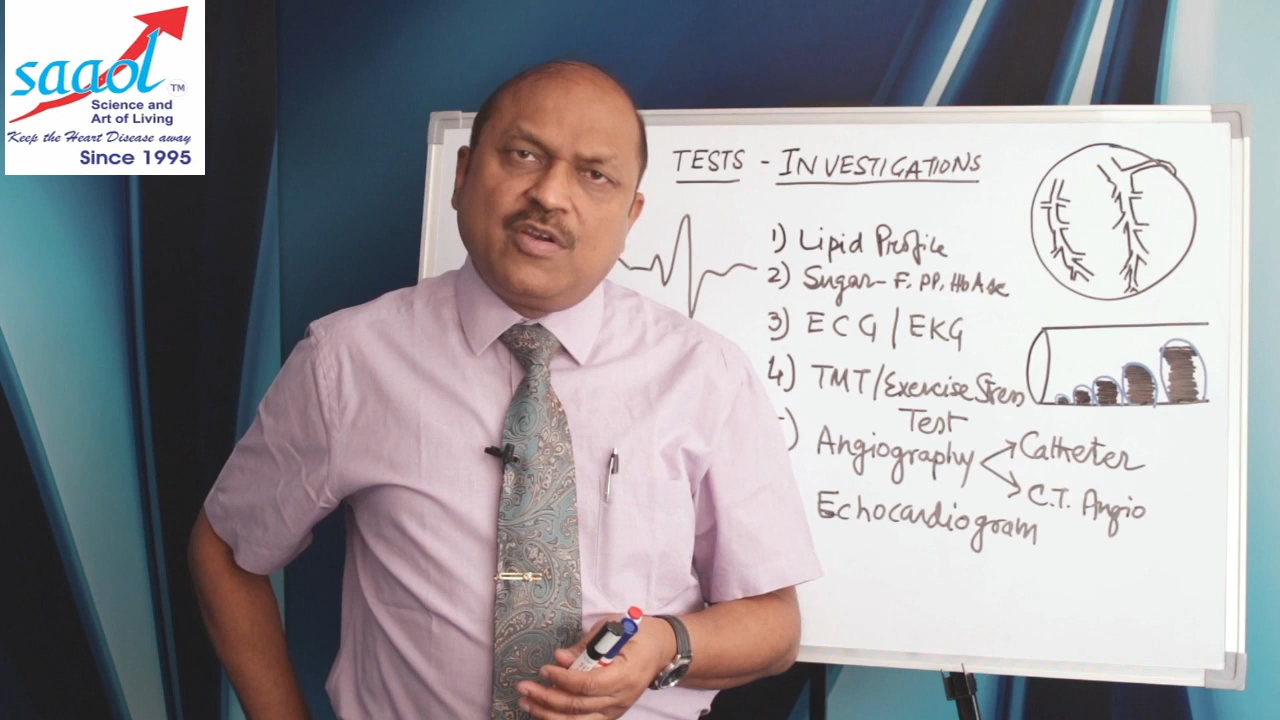 saaol TM
Science and
Art of Living
Keep the Heart Disease away
Since 1995
TESTS - INVESTIGATIONS
1) Lipid Profile
2) Sugar - F, PP, HbA1c
3) ECG / EKG
4) TMT / Exercise Stress
Test
) Angiography
Catheter
C.T. Angio
Echocardiogram